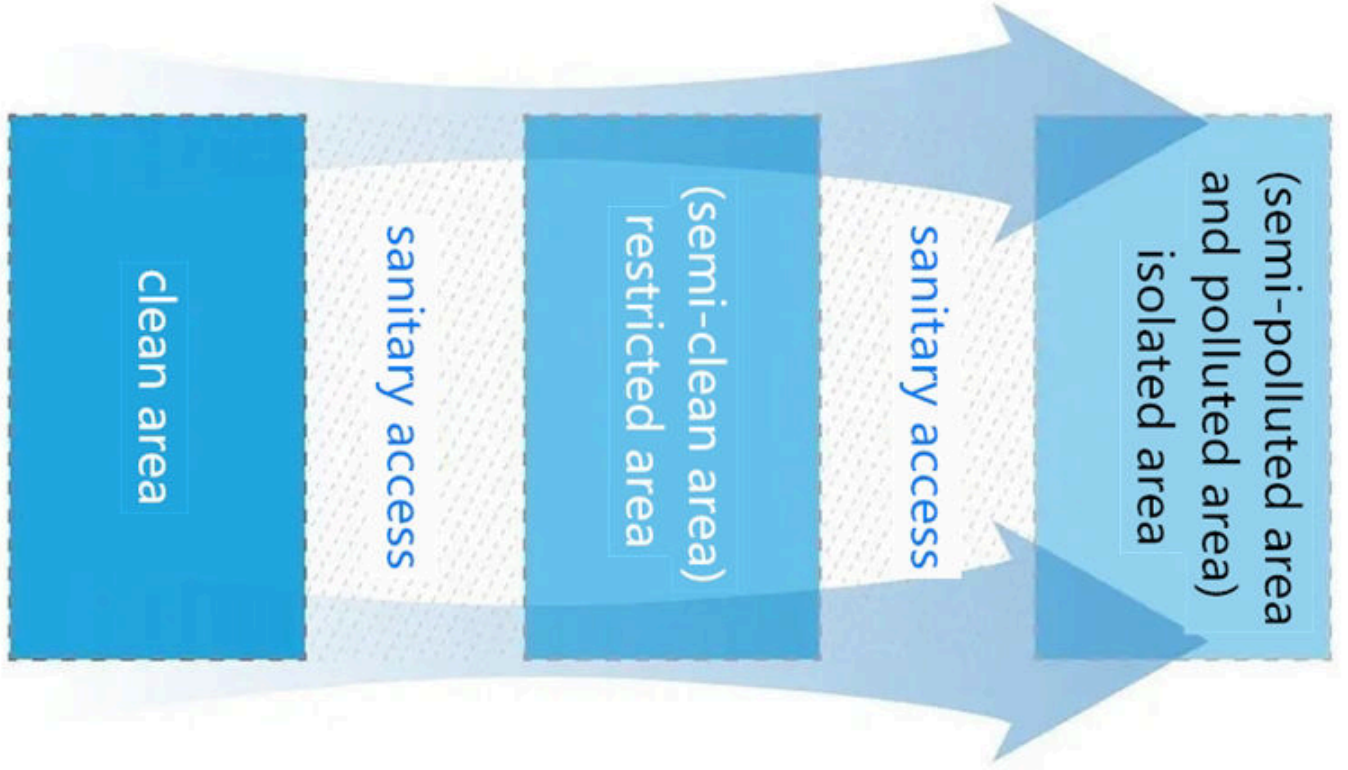 (semi-polluted area
and polluted area)
isolated area
sanitary access
(semi-clean area)
restricted area
sanitary access
clean area